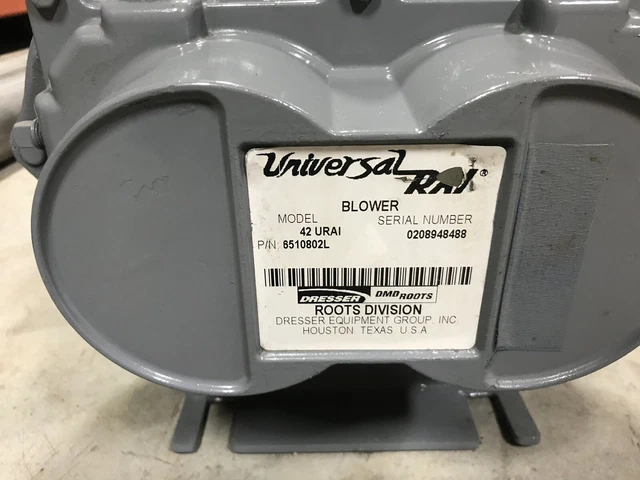 Universal
RAI®
BLOWER
MODEL SERIAL NUMBER
42 URAI 0208948488
P/N: 6510802L
DRESSER DMD ROOTS
ROOTS DIVISION
DRESSER EQUIPMENT GROUP, INC.
HOUSTON, TEXAS, U.S.A.